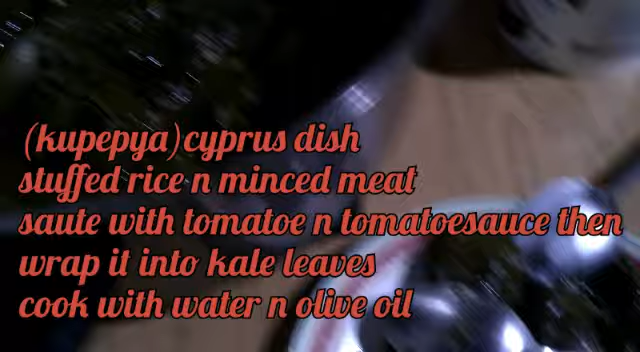 (kupepya)cyprus dish
stuffed rice n minced meat
saute with tomatoe n tomatoesauce then
wrap it into kale leaves
cook with water n olive oil